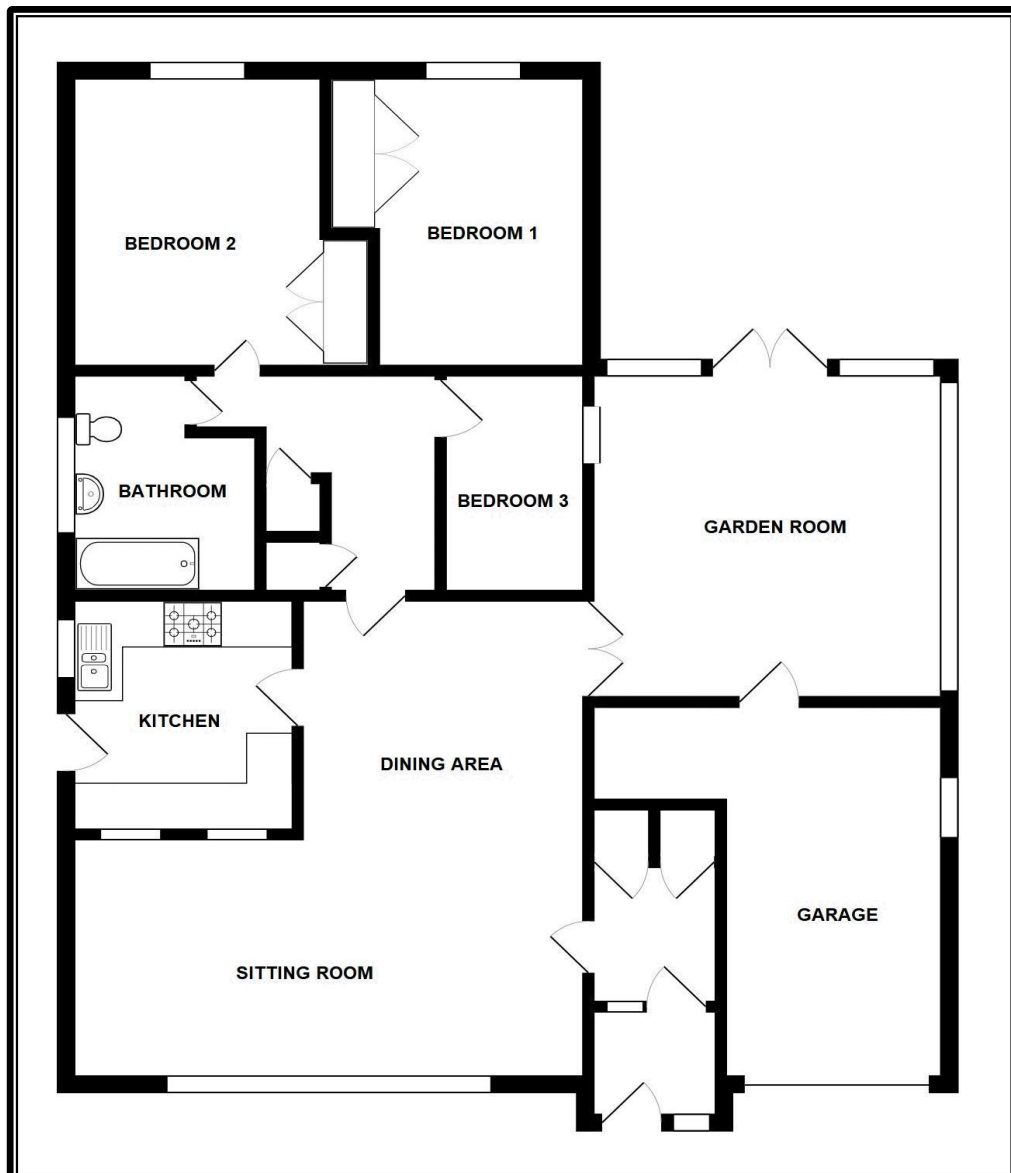 BEDROOM 2
BEDROOM 1
BATHROOM
BEDROOM 3
GARDEN ROOM
KITCHEN
DINING AREA
GARAGE
SITTING ROOM